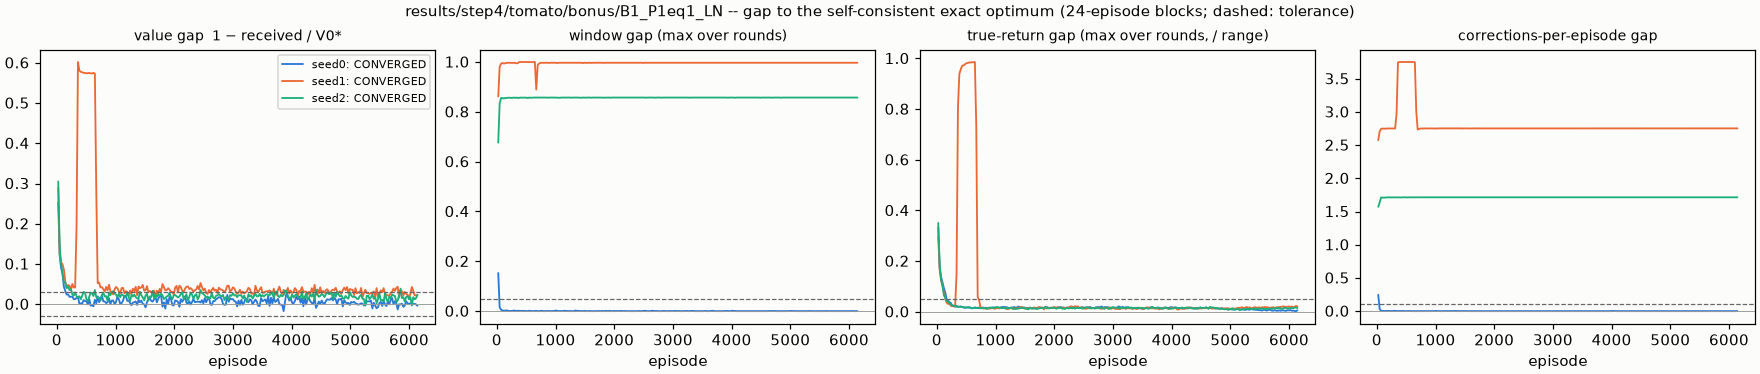 results/step4/tomato/bonus/B1_P1eq1_LN -- gap to the self-consistent exact optimum (24-episode blocks; dashed: tolerance)
value gap  1 − received / V0*
seed0: CONVERGED
seed1: CONVERGED
seed2: CONVERGED
0.6
0.5
0.4
0.3
0.2
0.1
0.0
0 1000 2000 3000 4000 5000 6000
episode
window gap (max over rounds)
1.0
0.8
0.6
0.4
0.2
0.0
0 1000 2000 3000 4000 5000 6000
episode
true-return gap (max over rounds, / range)
1.0
0.8
0.6
0.4
0.2
0.0
0 1000 2000 3000 4000 5000 6000
episode
corrections-per-episode gap
3.5
3.0
2.5
2.0
1.5
1.0
0.5
0.0
0 1000 2000 3000 4000 5000 6000
episode